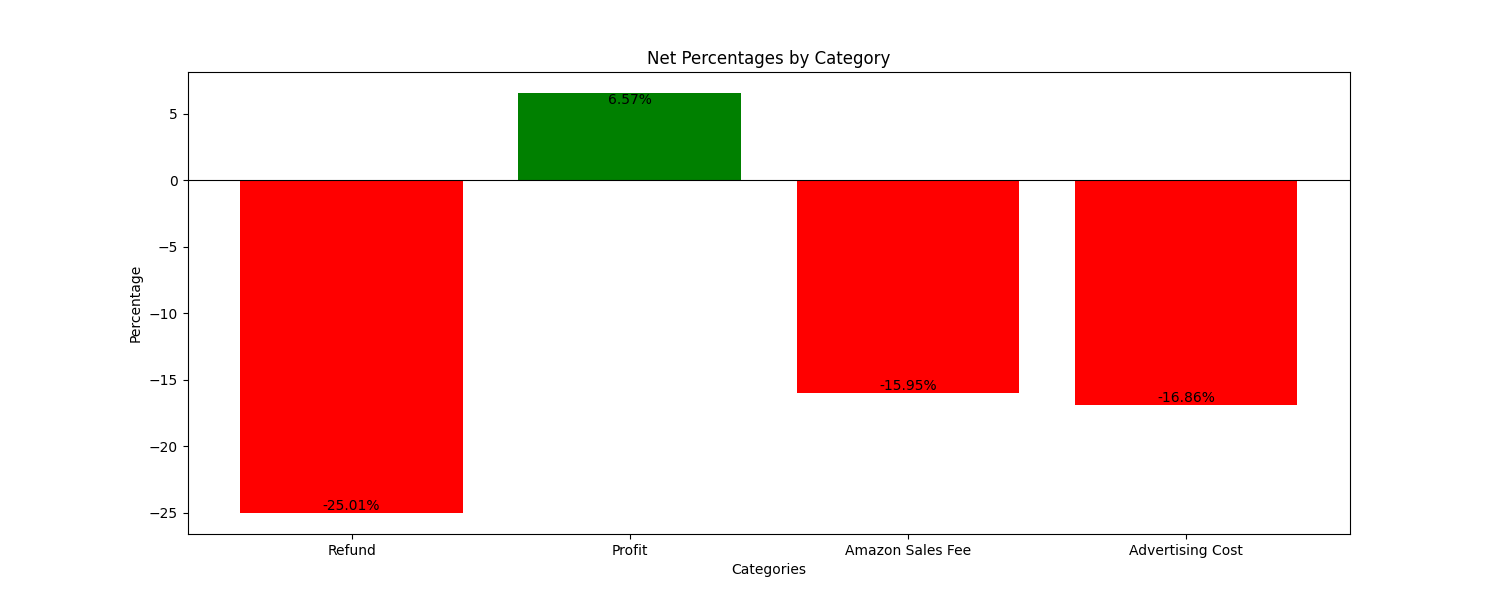 Net Percentages by Category
6.57%
5
0
−5
−10
−15
−20
−25
Percentage
-15.95%
-16.86%
-25.01%
Refund
Profit
Amazon Sales Fee
Advertising Cost
Categories